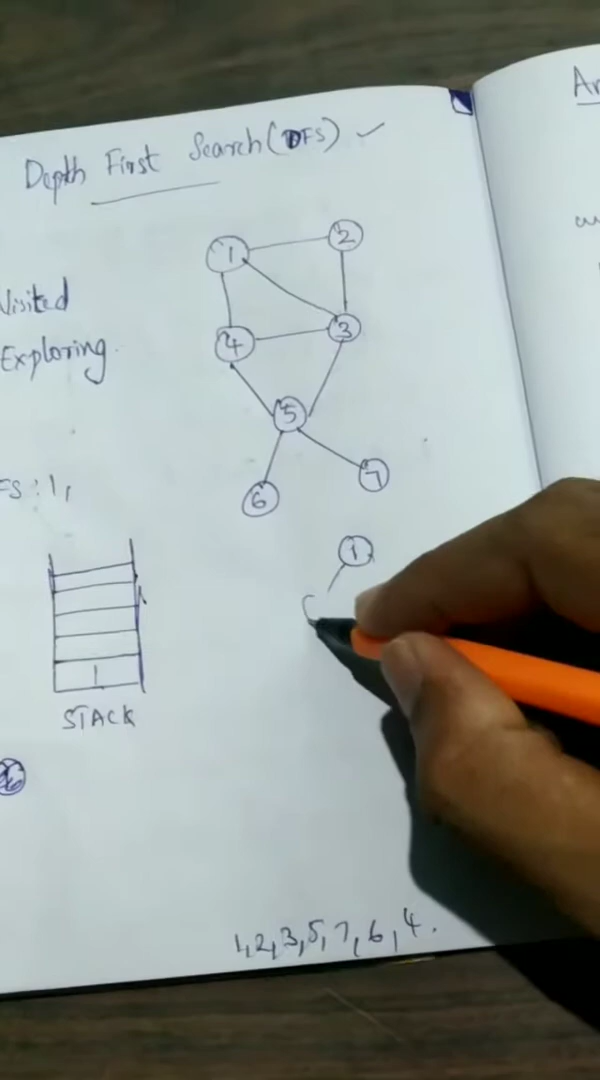 Depth First Search (DFS) ✓
Visited
Exploring.
1
2
4
3
5
6
7
FS : 1,
1
1
STACK
1,2,3,5,7,6,4.